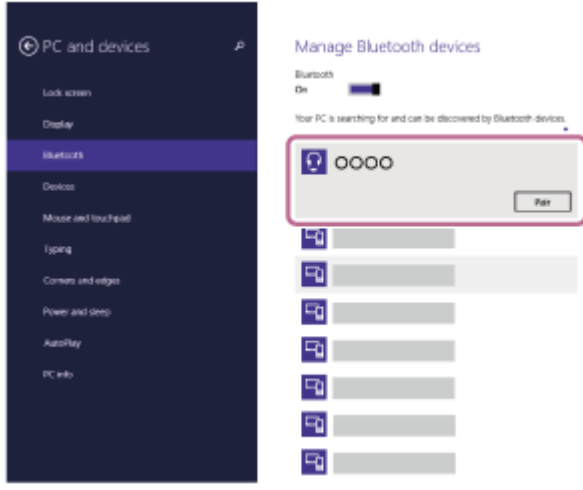 PC and devices
Lock screen
Display
Bluetooth
Devices
Mouse and touchpad
Typing
Corners and edges
Power and sleep
AutoPlay
PC info
Manage Bluetooth devices
Bluetooth
On
Your PC is searching for and can be discovered by Bluetooth devices.
OOOO
Pair